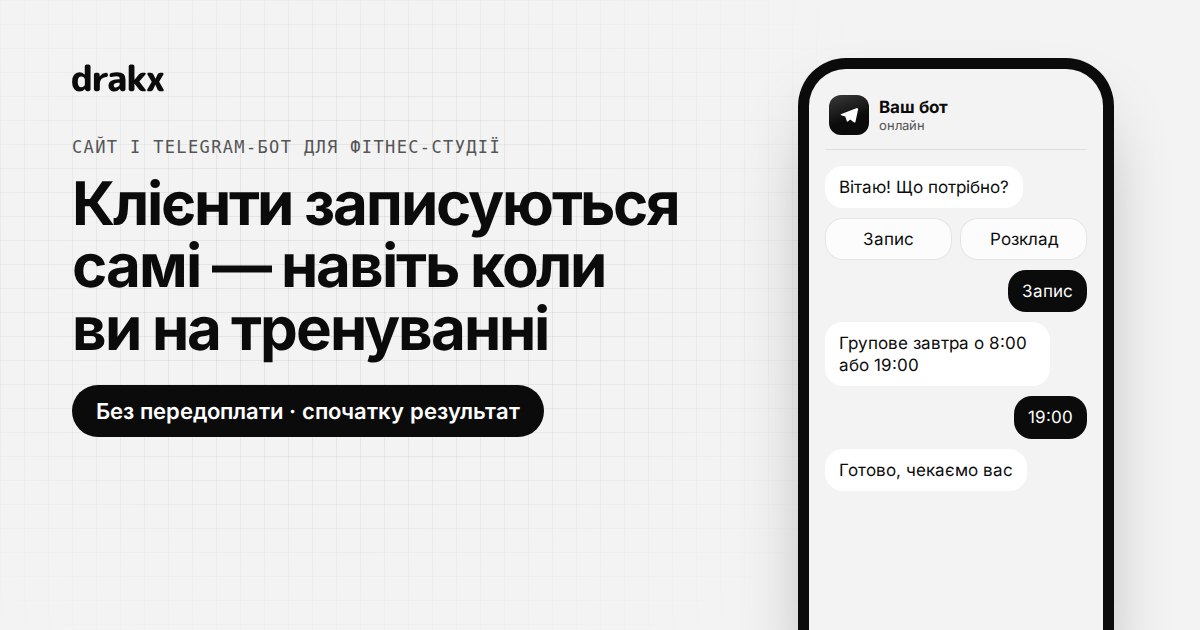 drakx
САЙТ І TELEGRAM-БОТ ДЛЯ ФІТНЕС-СТУДІЇ
Клієнти записуються
самі — навіть коли
ви на тренуванні
Без передоплати · спочатку результат
Ваш бот
онлайн
Вітаю! Що потрібно?
Запис Розклад
Запис
Групове завтра о 8:00
або 19:00
19:00
Готово, чекаємо вас